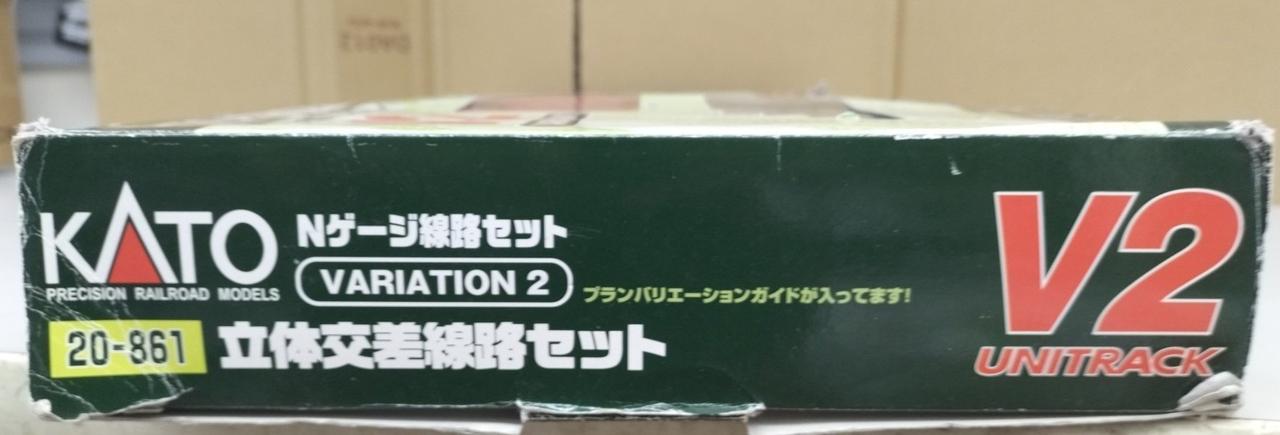 KATO
PRECISION RAILROAD MODELS
Nゲージ線路セット
VARIATION 2
プランバリエーションガイドが入ってます!
20-861
立体交差線路セット
V2
UNITRACK